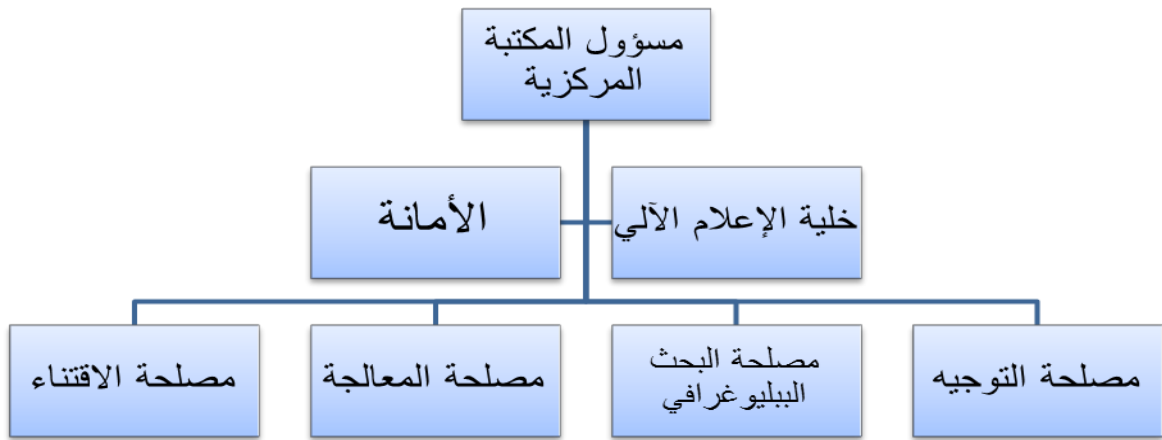 مسؤول المكتبة
المركزية
خلية الإعلام الآلي
الأمانة
مصلحة التوجيه
مصلحة البحث
الببليوغرافي
مصلحة المعالجة
مصلحة الاقتناء